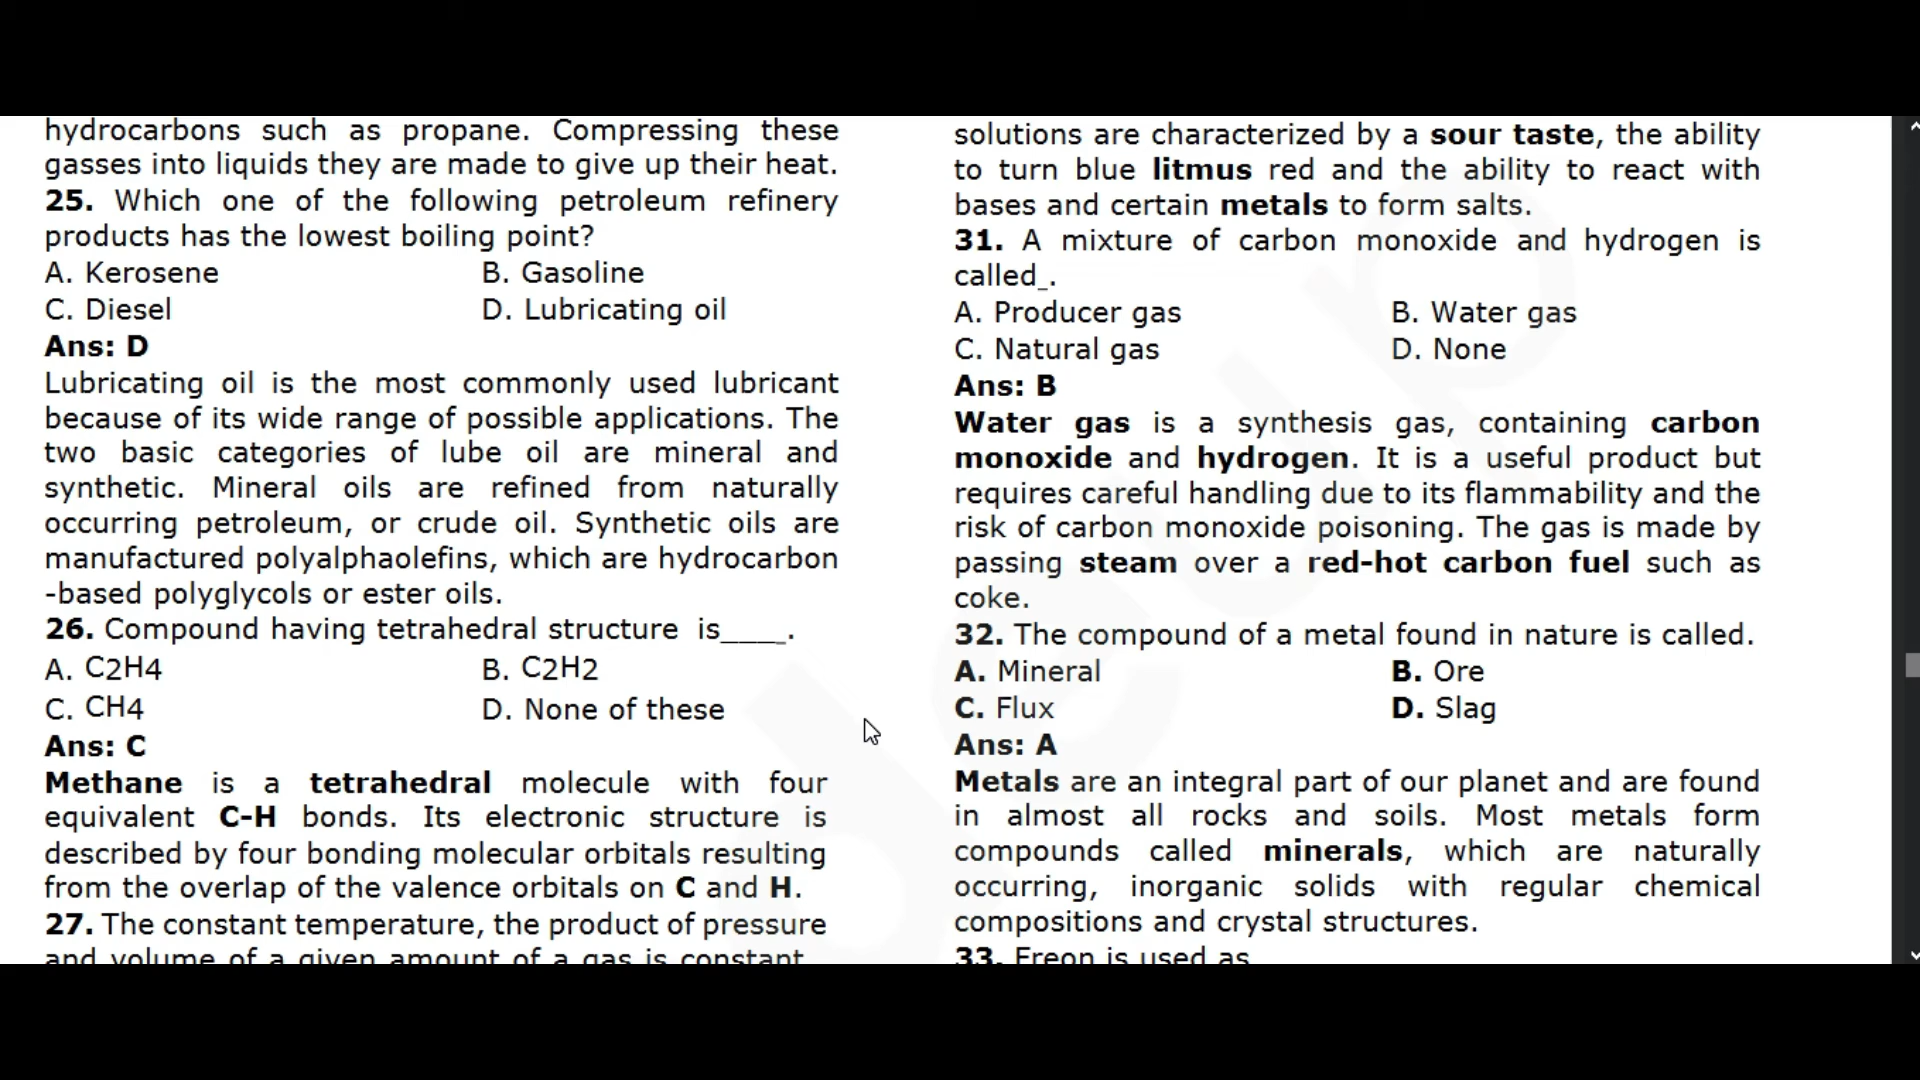 hydrocarbons such as propane. Compressing these
gasses into liquids they are made to give up their heat.
25. Which one of the following petroleum refinery
products has the lowest boiling point?
A. Kerosene B. Gasoline
C. Diesel D. Lubricating oil
Ans: D
Lubricating oil is the most commonly used lubricant
because of its wide range of possible applications. The
two basic categories of lube oil are mineral and
synthetic. Mineral oils are refined from naturally
occurring petroleum, or crude oil. Synthetic oils are
manufactured polyalphaolefins, which are hydrocarbon
-based polyglycols or ester oils.
26. Compound having tetrahedral structure is____.
A. C2H4 B. C2H2
C. CH4 D. None of these
Ans: C
Methane is a tetrahedral molecule with four
equivalent C-H bonds. Its electronic structure is
described by four bonding molecular orbitals resulting
from the overlap of the valence orbitals on C and H.
27. The constant temperature, the product of pressure
and volume of a given amount of a gas is constant
solutions are characterized by a sour taste, the ability
to turn blue litmus red and the ability to react with
bases and certain metals to form salts.
31. A mixture of carbon monoxide and hydrogen is
called_.
A. Producer gas B. Water gas
C. Natural gas D. None
Ans: B
Water gas is a synthesis gas, containing carbon
monoxide and hydrogen. It is a useful product but
requires careful handling due to its flammability and the
risk of carbon monoxide poisoning. The gas is made by
passing steam over a red-hot carbon fuel such as
coke.
32. The compound of a metal found in nature is called.
A. Mineral B. Ore
C. Flux D. Slag
Ans: A
Metals are an integral part of our planet and are found
in almost all rocks and soils. Most metals form
compounds called minerals, which are naturally
occurring, inorganic solids with regular chemical
compositions and crystal structures.
33. Freon is used as